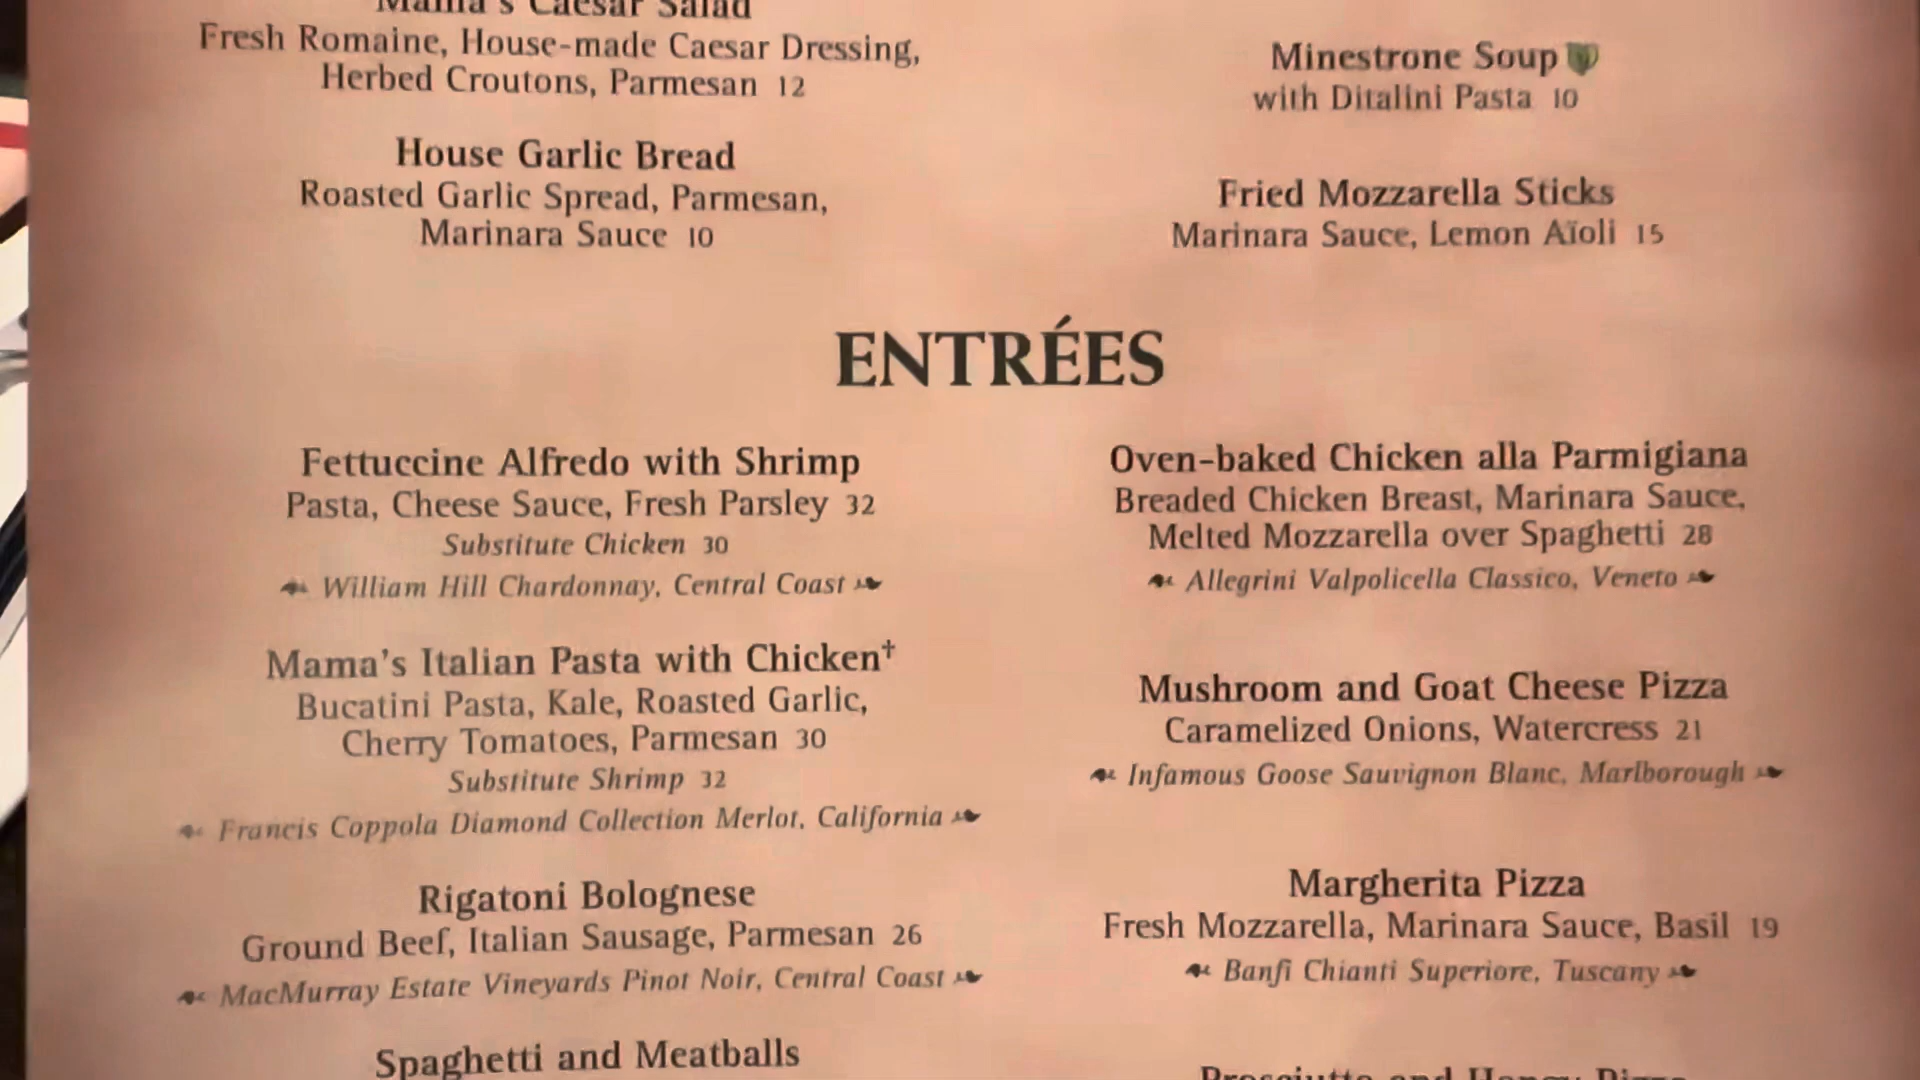 Mama's Caesar Salad
Fresh Romaine, House-made Caesar Dressing,
Herbed Croutons, Parmesan 12
House Garlic Bread
Roasted Garlic Spread, Parmesan,
Marinara Sauce 10
Minestrone Soup
with Ditalini Pasta 10
Fried Mozzarella Sticks
Marinara Sauce, Lemon Aïoli 15
ENTRÉES
Fettuccine Alfredo with Shrimp
Pasta, Cheese Sauce, Fresh Parsley 32
Substitute Chicken 30
William Hill Chardonnay, Central Coast
Mama's Italian Pasta with Chicken†
Bucatini Pasta, Kale, Roasted Garlic,
Cherry Tomatoes, Parmesan 30
Substitute Shrimp 32
Francis Coppola Diamond Collection Merlot, California
Rigatoni Bolognese
Ground Beef, Italian Sausage, Parmesan 26
MacMurray Estate Vineyards Pinot Noir, Central Coast
Spaghetti and Meatballs
Oven-baked Chicken alla Parmigiana
Breaded Chicken Breast, Marinara Sauce,
Melted Mozzarella over Spaghetti 28
Allegrini Valpolicella Classico, Veneto
Mushroom and Goat Cheese Pizza
Caramelized Onions, Watercress 21
Infamous Goose Sauvignon Blanc, Marlborough
Margherita Pizza
Fresh Mozzarella, Marinara Sauce, Basil 19
Banfi Chianti Superiore, Tuscany
Prosciutto and Honey Pizza